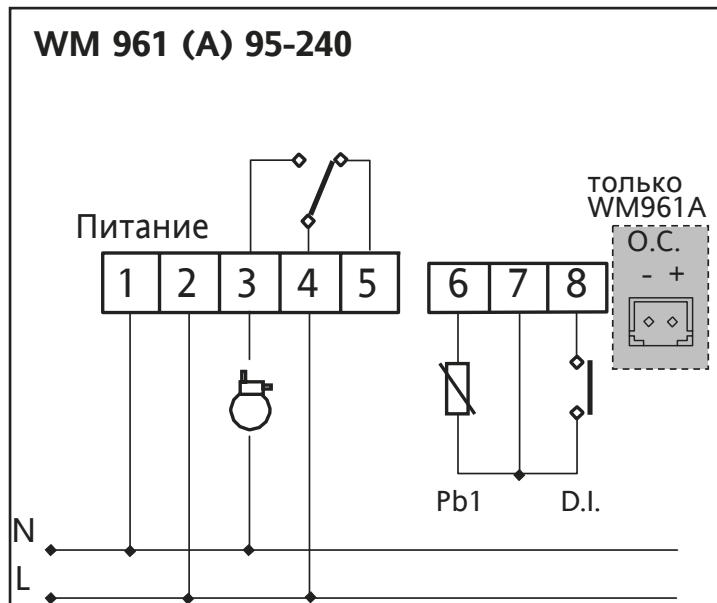 WM 961 (A) 95-240
только
WM961A
Питание
O.C.
- +
1 2 3 4 5
6 7 8
Pb1 D.I.
N
L